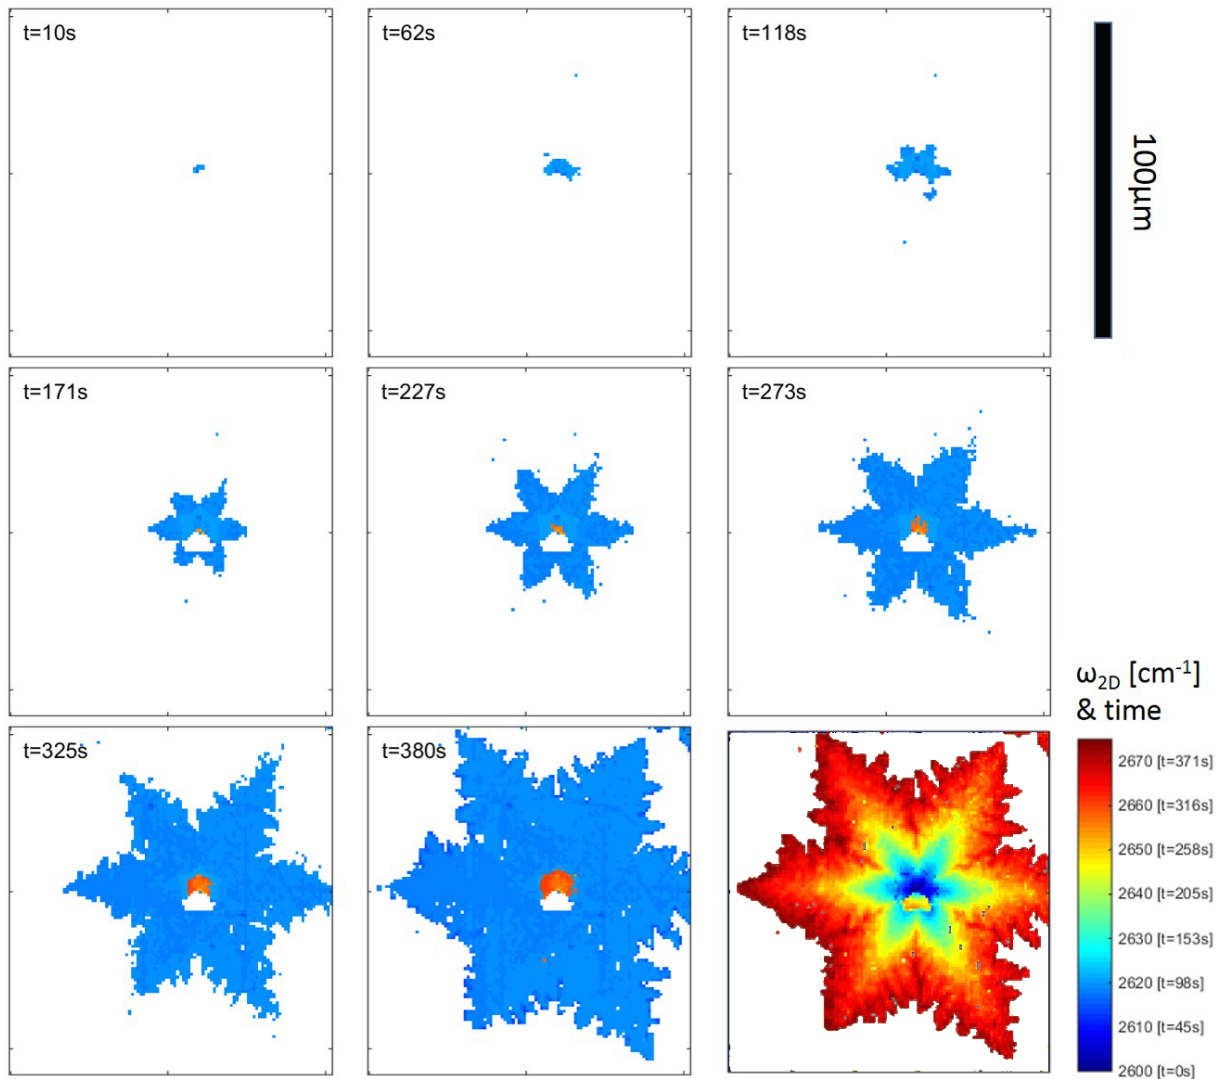 t=10s
t=62s
t=118s
100μm
t=171s
t=227s
t=273s
t=325s
t=380s
ω2D [cm-1]
& time
2670 [t=371s]
2660 [t=316s]
2650 [t=258s]
2640 [t=205s]
2630 [t=153s]
2620 [t=98s]
2610 [t=45s]
2600 [t=0s]